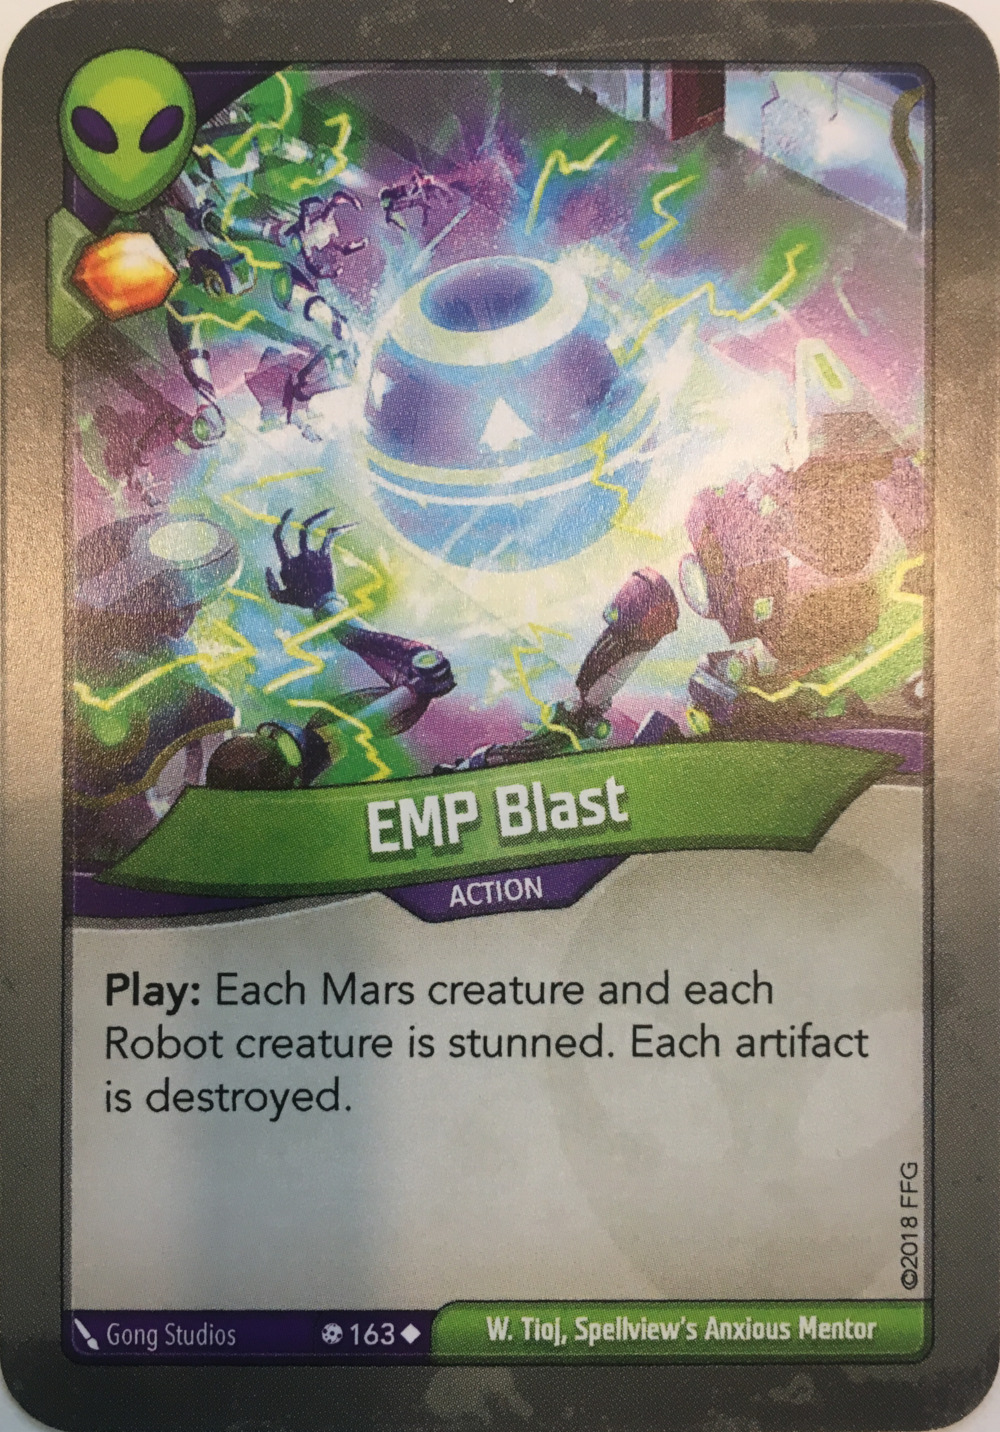 EMP Blast
ACTION
Play: Each Mars creature and each
Robot creature is stunned. Each artifact
is destroyed.
©2018 FFG
Gong Studios
163
W. Tioj, Spellview's Anxious Mentor